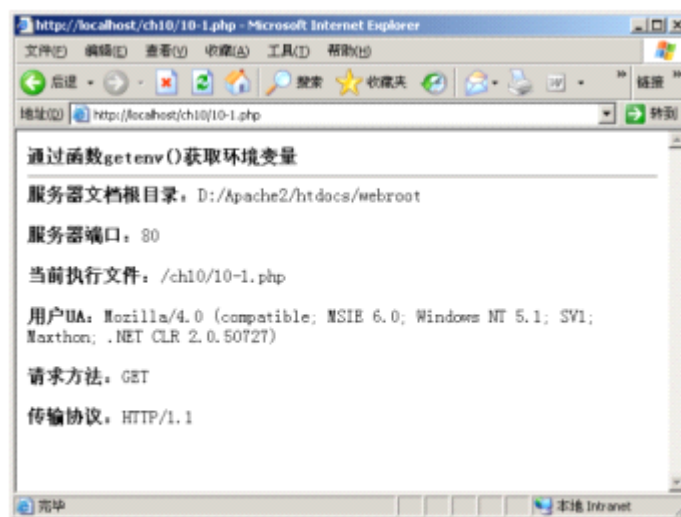 http://localhost/ch10/10-1.php - Microsoft Internet Explorer
文件(F) 编辑(E) 查看(V) 收藏(A) 工具(T) 帮助(H)
后退 搜索 收藏夹 » 链接 »
地址(D) http://localhost/ch10/10-1.php 转到
通过函数getenv()获取环境变量
服务器文档根目录：D:/Apache2/htdocs/webroot
服务器端口：80
当前执行文件：/ch10/10-1.php
用户UA：Mozilla/4.0 (compatible; MSIE 6.0; Windows NT 5.1; SV1;
Maxthon; .NET CLR 2.0.50727)
请求方法：GET
传输协议：HTTP/1.1
完毕 本地 Intranet